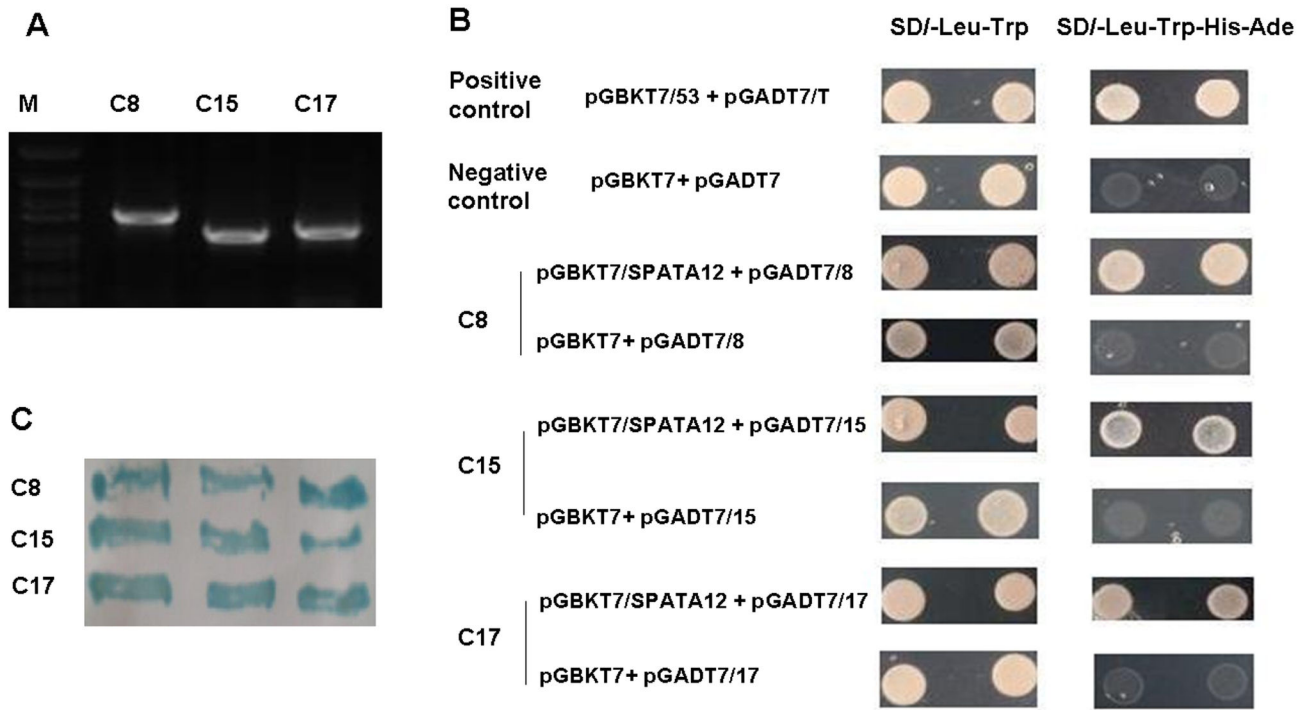 A
M C8 C15 C17
B
SD/-Leu-Trp SD/-Leu-Trp-His-Ade
Positive
control
pGBKT7/53 + pGADT7/T
Negative
control
pGBKT7+ pGADT7
C8
pGBKT7/SPATA12 + pGADT7/8
pGBKT7+ pGADT7/8
C15
pGBKT7/SPATA12 + pGADT7/15
pGBKT7+ pGADT7/15
C17
pGBKT7/SPATA12 + pGADT7/17
pGBKT7+ pGADT7/17
C
C8
C15
C17